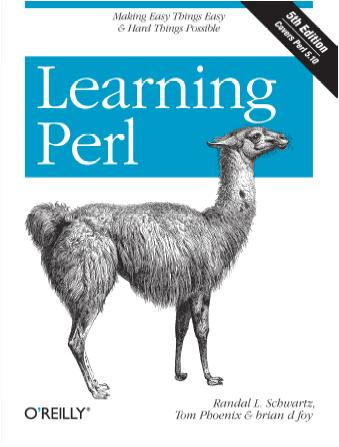 Making Easy Things Easy
& Hard Things Possible
5th Edition
Covers Perl 5.10
Learning
Perl
Randal L. Schwartz,
Tom Phoenix & brian d foy
O'REILLY®